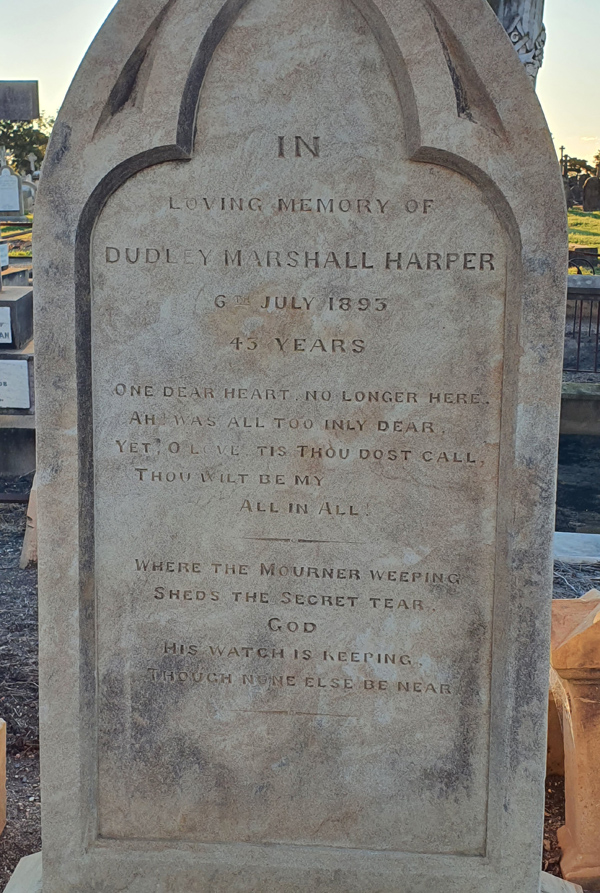 IN
LOVING MEMORY OF
DUDLEY MARSHALL HARPER
6TH JULY 1893
43 YEARS
ONE DEAR HEART, NO LONGER HERE,
AH! WAS ALL TOO INLY DEAR,
YET, O LOVE 'TIS THOU DOST CALL,
THOU WILT BE MY
ALL IN ALL!
WHERE THE MOURNER WEEPING
SHEDS THE SECRET TEAR,
GOD
HIS WATCH IS KEEPING,
THOUGH NONE ELSE BE NEAR